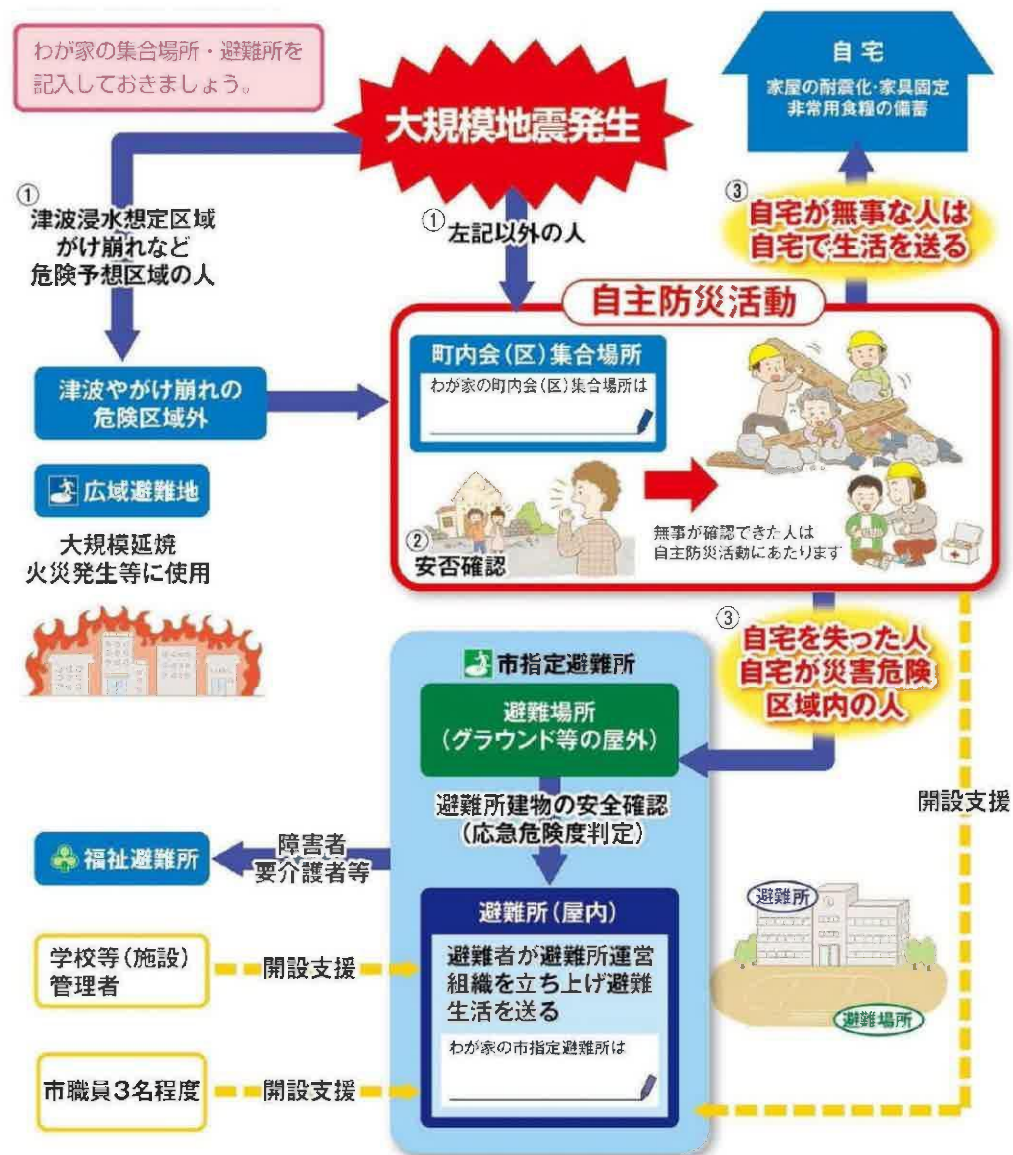 わが家の集合場所・避難所を
記入しておきましょう。
大規模地震発生
自宅
家屋の耐震化・家具固定
非常用食糧の備蓄
①
津波浸水想定区域
がけ崩れなど
危険予想区域の人
①
左記以外の人
③
自宅が無事な人は
自宅で生活を送る
自主防災活動
町内会(区)集合場所
わが家の町内会(区)集合場所は
津波やがけ崩れの
危険区域外
広域避難地
大規模延焼
火災発生等に使用
②
安否確認
無事が確認できた人は
自主防災活動にあたります
③
自宅を失った人
自宅が災害危険
区域内の人
市指定避難所
避難場所
(グラウンド等の屋外)
避難所建物の安全確認
(応急危険度判定)
開設支援
福祉避難所
障害者
要介護者等
避難所(屋内)
避難者が避難所運営
組織を立ち上げ避難
生活を送る
わが家の市指定避難所は
学校等(施設)
管理者
開設支援
市職員3名程度
開設支援
避難所
避難場所